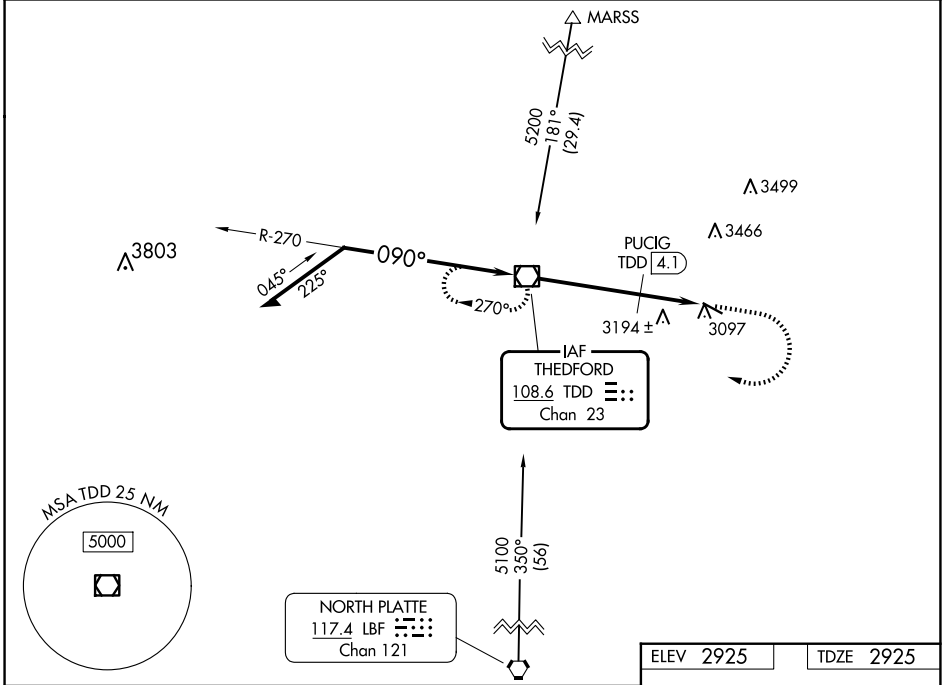 MARSS
5200
181°
(29.4)
3499
3466
3803
R-270
090°
045°
225°
270°
PUCIG
TDD 4.1
3194 ±
3097
IAF
THEDFORD
108.6 TDD
Chan 23
MSA TDD 25 NM
5000
5100
350°
(56)
NORTH PLATTE
117.4 LBF
Chan 121
ELEV 2925
TDZE 2925